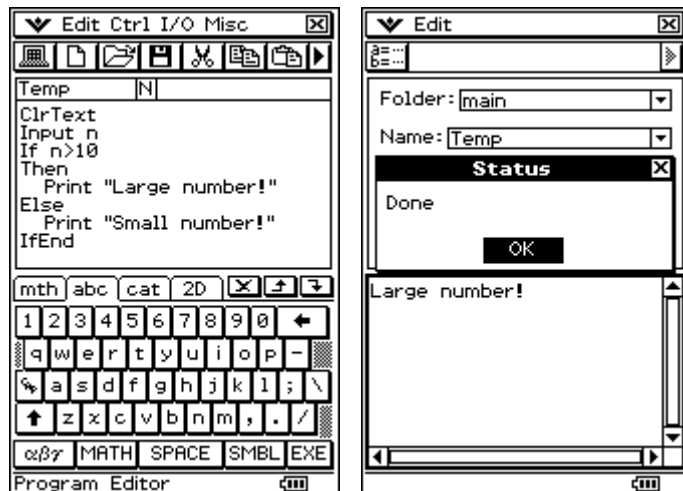 Edit Ctrl I/O Misc
Temp N
ClrText
Input n
If n>10
Then
Print "Large number!"
Else
Print "Small number!"
IfEnd
mth abc cat 2D
1 2 3 4 5 6 7 8 9 0
q w e r t y u i o p -
a s d f g h j k l ; \
z x c v b n m , . /
αβγ MATH SPACE SMBL EXE
Program Editor
Edit
Folder: main
Name: Temp
Status
Done
OK
Large number!